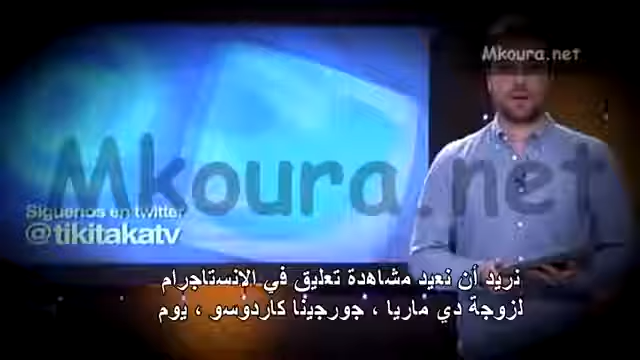 Mkoura.net
Mkoura.net
Síguenos en twitter
@tikitakatv
نريد أن نعيد مشاهدة تعليق في الانستاجرام
لزوجة دي ماريا ، جورجينا كاردوسو ، يوم